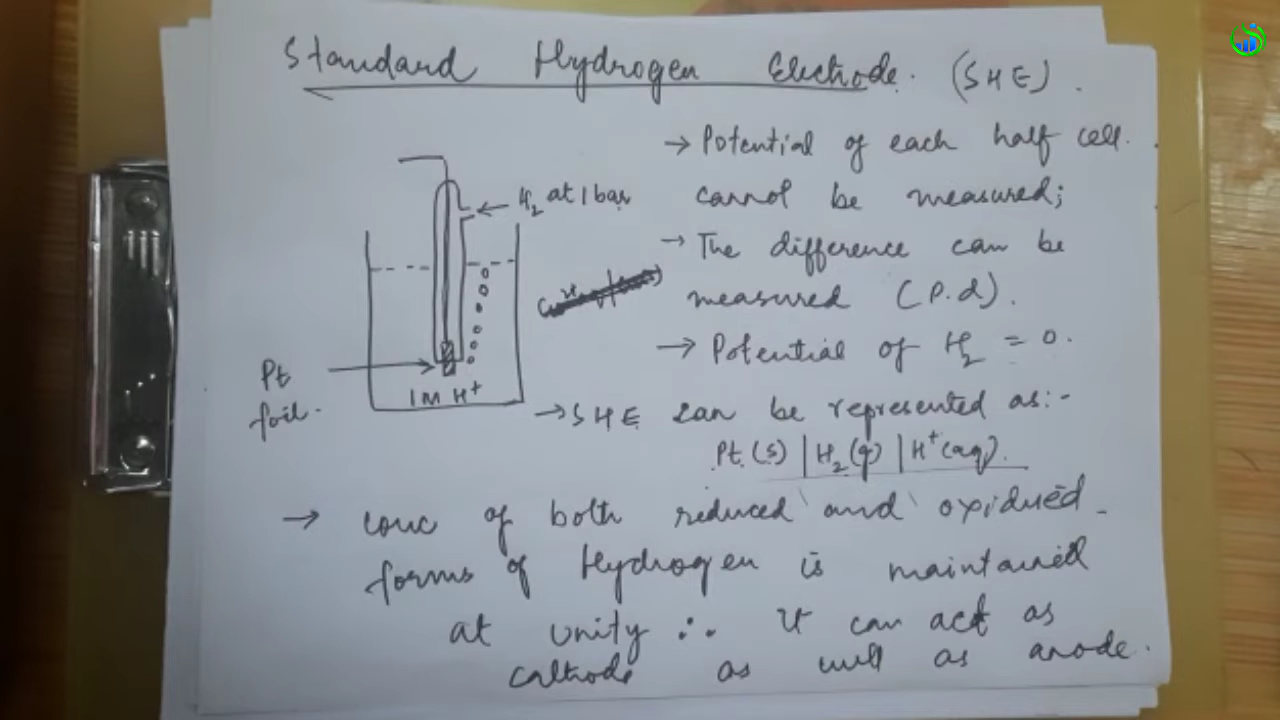 Standard Hydrogen Electrode. (SHE).
→ Potential of each half cell.
cannot be measured;
→ The difference can be
measured (P.d).
→ Potential of H₂ = 0.
H₂ at 1 bar
Pt
foil.
1M H⁺
→ SHE can be represented as:-
Pt (s) | H₂(g) | H⁺(aq).
→ conc of both reduced and oxidued
forms of Hydrogen is maintained
at unity ∴ it can act as
cathode as well as anode.